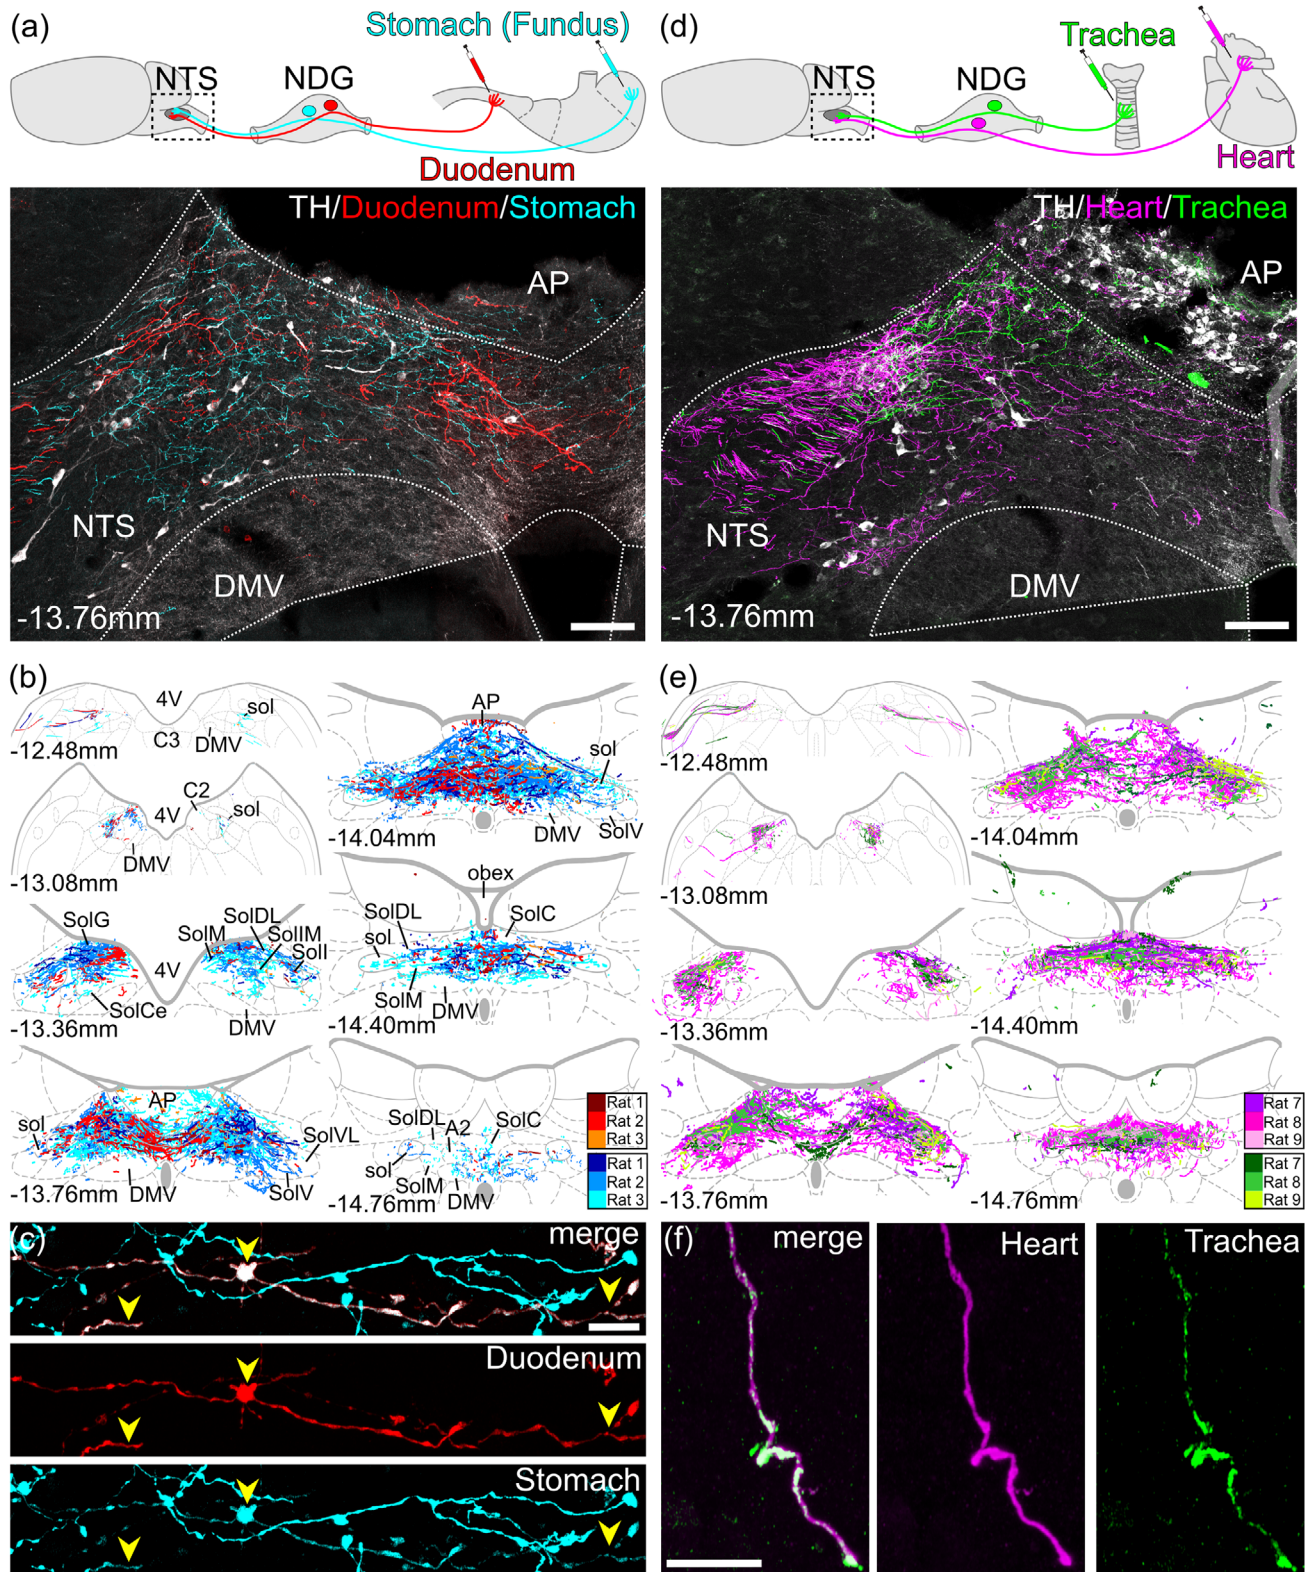 (a)
Stomach (Fundus)
NTS
NDG
Duodenum
TH/Duodenum/Stomach
AP
NTS
DMV
-13.76mm
(d)
Trachea
NTS
NDG
Heart
TH/Heart/Trachea
AP
NTS
DMV
-13.76mm
(b)
4V
sol
C3
DMV
-12.48mm
C2
4V
sol
DMV
-13.08mm
SolG
SolDL
SolM
SolIM
SolI
4V
SolCe
DMV
-13.36mm
AP
sol
SolVL
SolV
DMV
-13.76mm
AP
sol
DMV
SolV
-14.04mm
obex
SolDL
SolC
sol
SolM
DMV
-14.40mm
SolDL
A2
SolC
sol
SolM
DMV
-14.76mm
Rat 1
Rat 2
Rat 3
Rat 1
Rat 2
Rat 3
(e)
-12.48mm
-13.08mm
-13.36mm
-13.76mm
-14.04mm
-14.40mm
-14.76mm
Rat 7
Rat 8
Rat 9
Rat 7
Rat 8
Rat 9
(c)
merge
Duodenum
Stomach
(f)
merge
Heart
Trachea